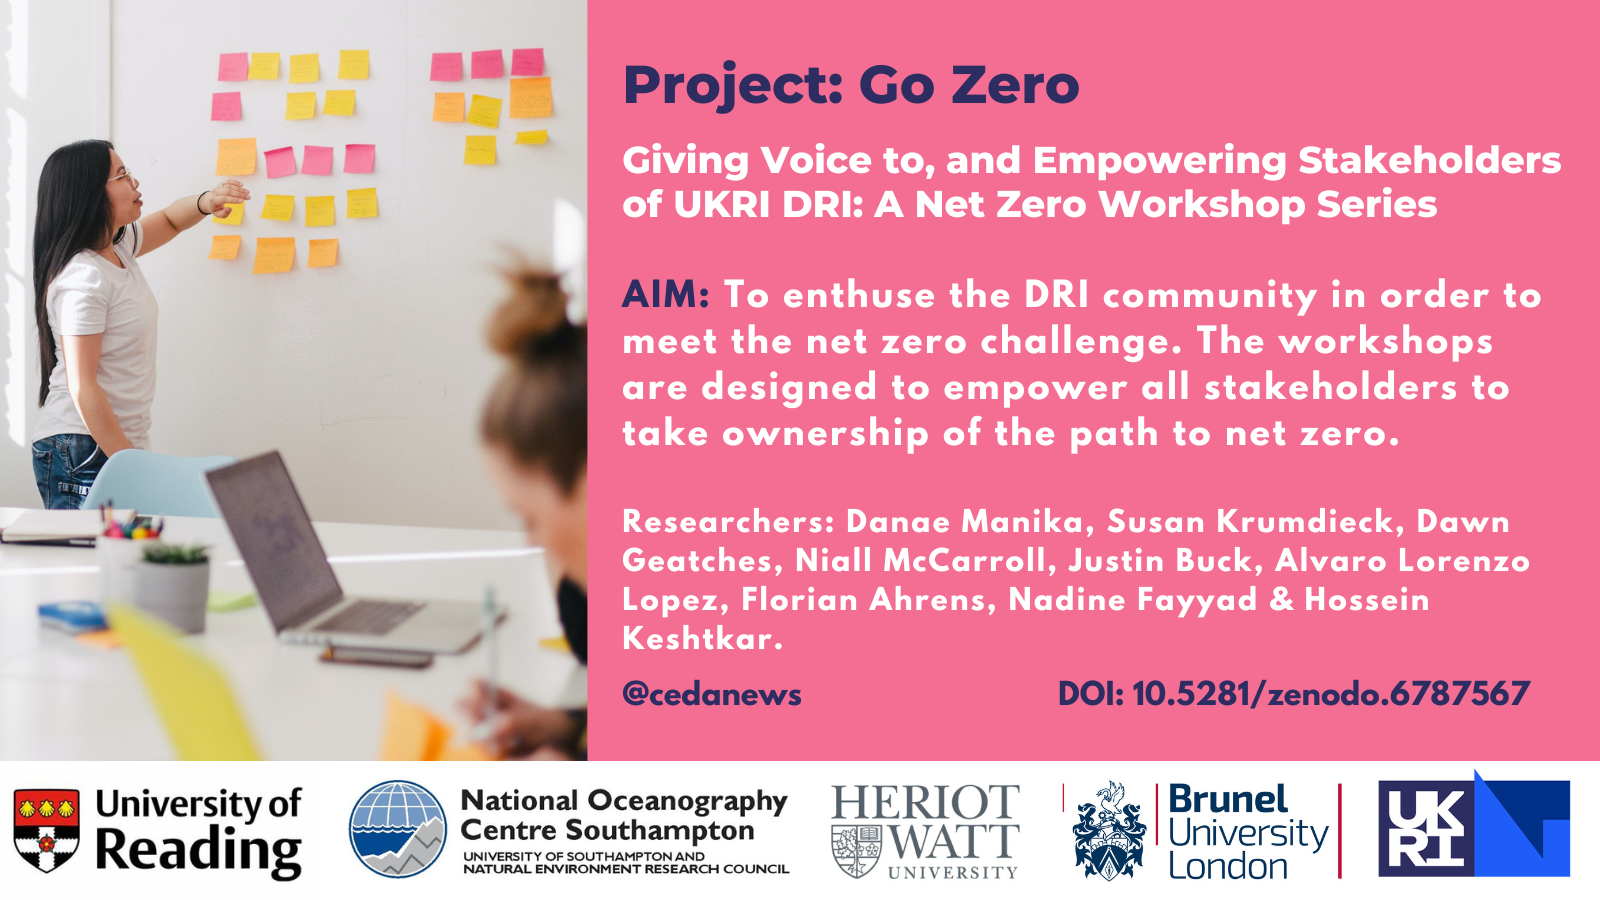 Project: Go Zero
Giving Voice to, and Empowering Stakeholders
of UKRI DRI: A Net Zero Workshop Series
AIM: To enthuse the DRI community in order to
meet the net zero challenge. The workshops
are designed to empower all stakeholders to
take ownership of the path to net zero.
Researchers: Danae Manika, Susan Krumdieck, Dawn
Geatches, Niall McCarroll, Justin Buck, Alvaro Lorenzo
Lopez, Florian Ahrens, Nadine Fayyad & Hossein
Keshtkar.
@cedanews
DOI: 10.5281/zenodo.6787567
University of
Reading
National Oceanography
Centre Southampton
UNIVERSITY OF SOUTHAMPTON AND
NATURAL ENVIRONMENT RESEARCH COUNCIL
HERIOT
WATT
UNIVERSITY
Brunel
University
London
UK
RI